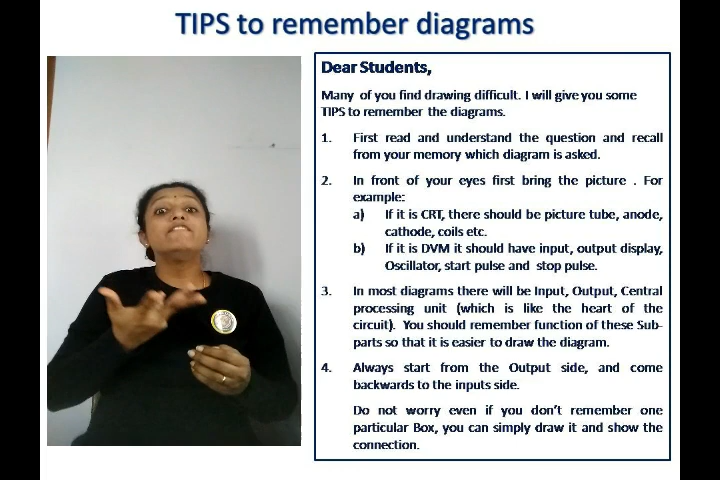 TIPS to remember diagrams
Dear Students,
Many of you find drawing difficult. I will give you some
TIPS to remember the diagrams.
1. First read and understand the question and recall
from your memory which diagram is asked.
2. In front of your eyes first bring the picture . For
example:
a) If it is CRT, there should be picture tube, anode,
cathode, coils etc.
b) If it is DVM it should have input, output display,
Oscillator, start pulse and stop pulse.
3. In most diagrams there will be Input, Output, Central
processing unit (which is like the heart of the
circuit). You should remember function of these Sub-
parts so that it is easier to draw the diagram.
4. Always start from the Output side, and come
backwards to the inputs side.
Do not worry even if you don't remember one
particular Box, you can simply draw it and show the
connection.